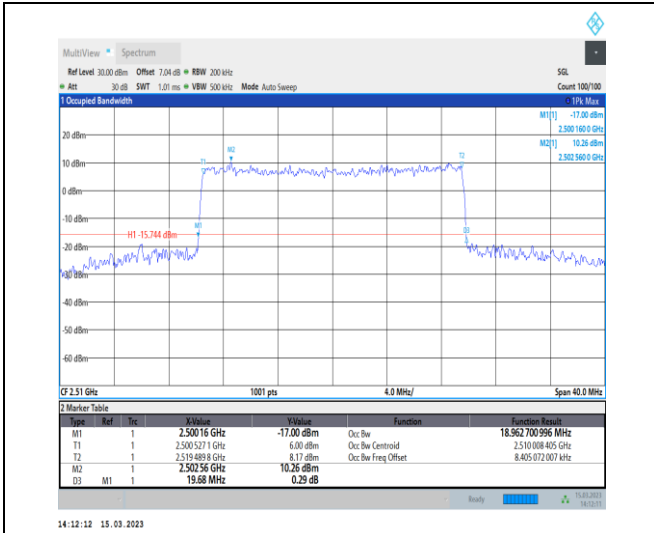 MultiView Spectrum
Ref Level 30.00 dBm Offset 7.04 dB RBW 200 kHz SGL
Att 30 dB SWT 1.01 ms VBW 500 kHz Mode Auto Sweep Count 100/100
1 Occupied Bandwidth 1Pk Max
M1[1] -17.00 dBm
2.500 160 0 GHz
M2[1] 10.26 dBm
2.502 560 0 GHz
20 dBm
M2
T1
T2
10 dBm
0 dBm
-10 dBm
M1
H1 -15.744 dBm
D3
-20 dBm
-30 dBm
-40 dBm
-50 dBm
-60 dBm
CF 2.51 GHz 1001 pts 4.0 MHz/ Span 40.0 MHz
2 Marker Table
Type Ref Trc X-Value Y-Value Function Function Result
M1 1 2.50016 GHz -17.00 dBm Occ Bw 18.962 700 996 MHz
T1 1 2.500 527 1 GHz 6.00 dBm Occ Bw Centroid 2.510 008 405 GHz
T2 1 2.519 489 8 GHz 8.17 dBm Occ Bw Freq Offset 8.405 072 007 kHz
M2 1 2.50256 GHz 10.26 dBm
D3 M1 1 19.68 MHz 0.29 dB
Ready 15.03.2023
14:12:11
14:12:12 15.03.2023